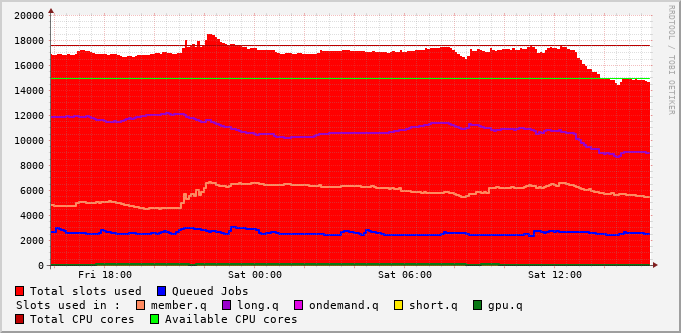 RRDTOOL / TOBI OETIKER
20000
18000
16000
14000
12000
10000
8000
6000
4000
2000
0
Fri 18:00 Sat 00:00 Sat 06:00 Sat 12:00
Total slots used Queued Jobs
Slots used in : member.q long.q ondemand.q short.q gpu.q
Total CPU cores Available CPU cores